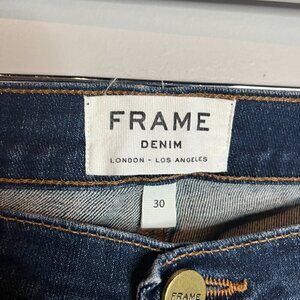 FRAME
DENIM
LONDON - LOS ANGELES
30
FRAME